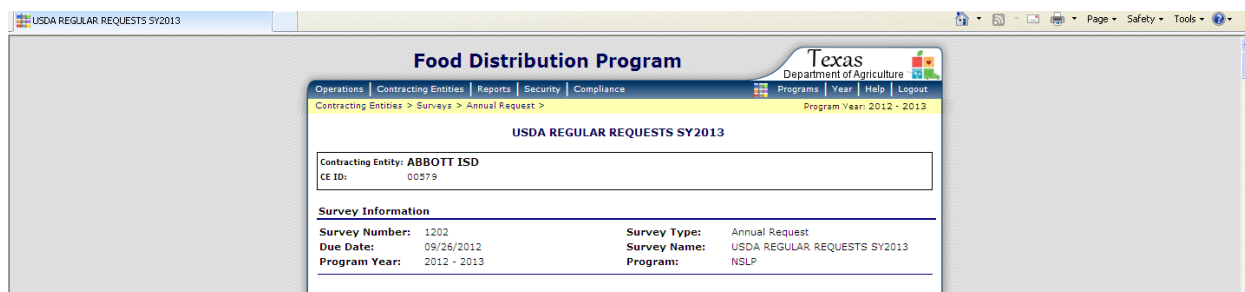 USDA REGULAR REQUESTS SY2013
Page Safety Tools
Food Distribution Program
Texas
Department of Agriculture
Operations | Contracting Entities | Reports | Security | Compliance
Programs | Year | Help | Logout
Contracting Entities > Surveys > Annual Request >
Program Year: 2012 - 2013
USDA REGULAR REQUESTS SY2013
Contracting Entity: ABBOTT ISD
CE ID: 00579
Survey Information
Survey Number: 1202 Survey Type: Annual Request
Due Date: 09/26/2012 Survey Name: USDA REGULAR REQUESTS SY2013
Program Year: 2012 - 2013 Program: NSLP